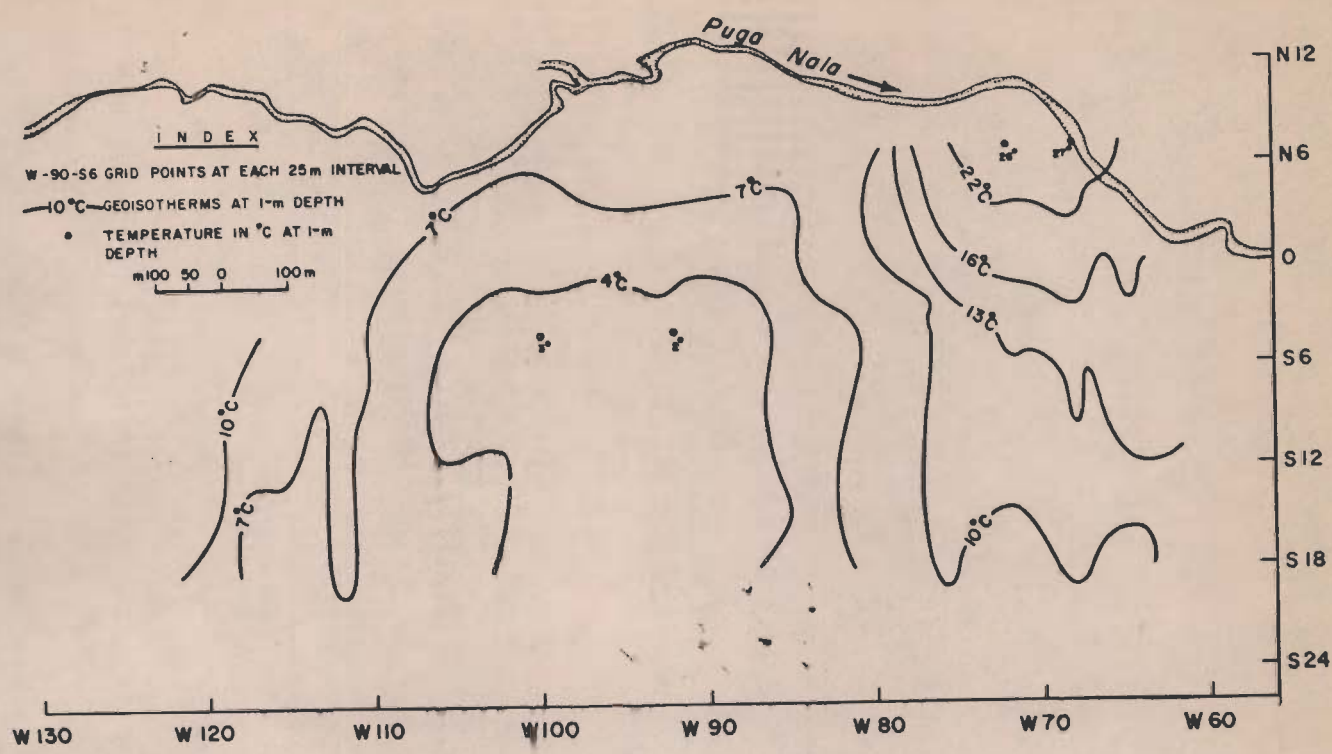 Puga Nala
N12
INDEX
W-90-S6 GRID POINTS AT EACH 25m INTERVAL
10°C GEOISOTHERMS AT 1-m DEPTH
TEMPERATURE IN °C AT 1-m
DEPTH
m100 50 0 100m
N6
27°
22°C
7°C
7°C
0
16°C
4°C
13°C
2°
S6
10°C
S12
7°C
10°C
S18
S24
W130 W120 W110 W100 W90 W80 W70 W60